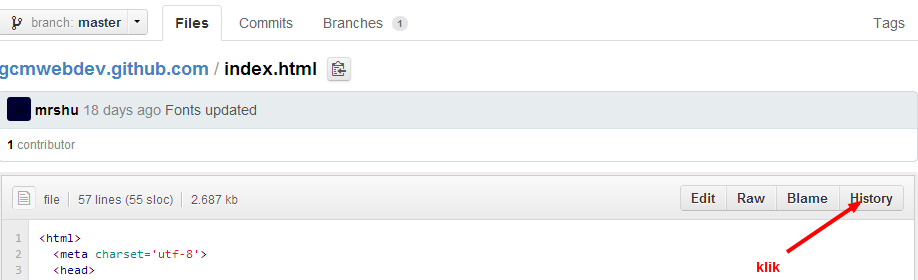 branch: master Files Commits Branches 1 Tags
gcmwebdev.github.com / index.html
mrshu 18 days ago Fonts updated
1 contributor
file 57 lines (55 sloc) 2.687 kb Edit Raw Blame History
1 <html>
2 <meta charset='utf-8'>
3 <head>
klik